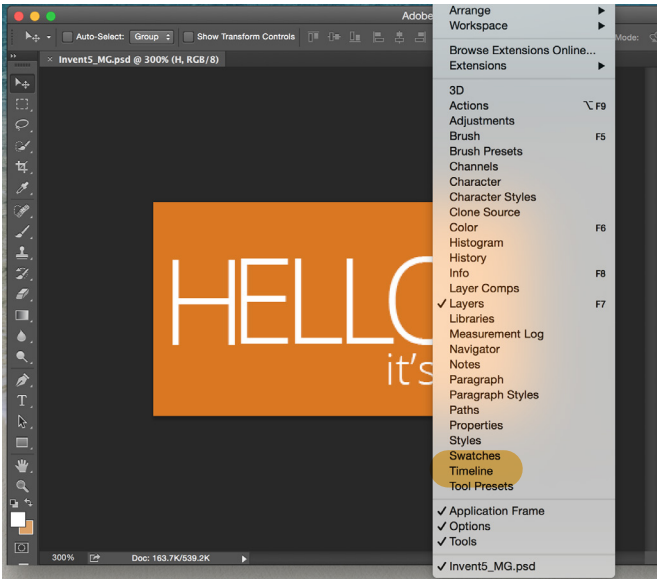 Adobe
Arrange
Workspace
Auto-Select: Group Show Transform Controls
Mode:
Browse Extensions Online...
Extensions
Invent5_MG.psd @ 300% (H, RGB/8)
3D
Actions ⌥F9
Adjustments
Brush F5
Brush Presets
Channels
Character
Character Styles
Clone Source
Color F6
Histogram
History
Info F8
Layer Comps
✓ Layers F7
Libraries
Measurement Log
Navigator
Notes
Paragraph
Paragraph Styles
Paths
Properties
Styles
Swatches
Timeline
Tool Presets
✓ Application Frame
✓ Options
✓ Tools
✓ Invent5_MG.psd
HELLO
it's
T
300% Doc: 163.7K/539.2K